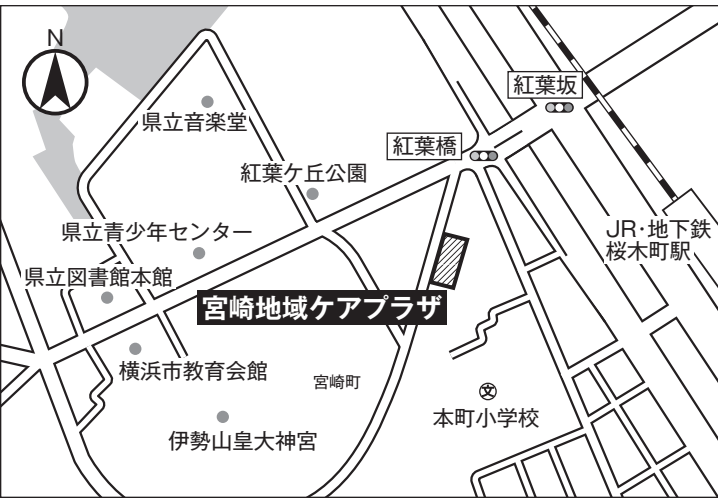 N
紅葉坂
県立音楽堂
紅葉橋
紅葉ケ丘公園
県立青少年センター
JR・地下鉄
桜木町駅
県立図書館本館
宮崎地域ケアプラザ
横浜市教育会館
宮崎町
文
本町小学校
伊勢山皇大神宮